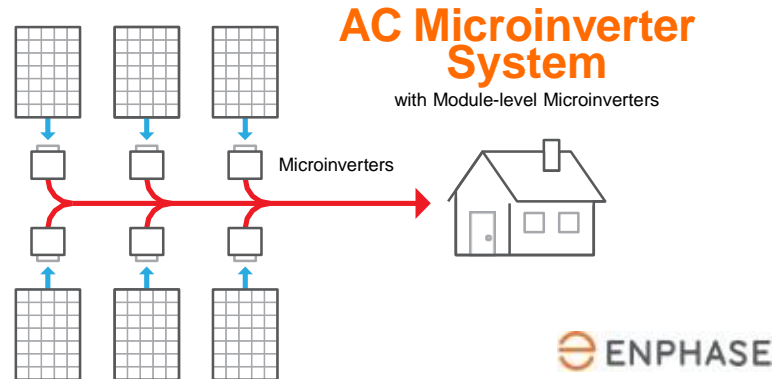 AC Microinverter
System
with Module-level Microinverters
Microinverters
ENPHASE